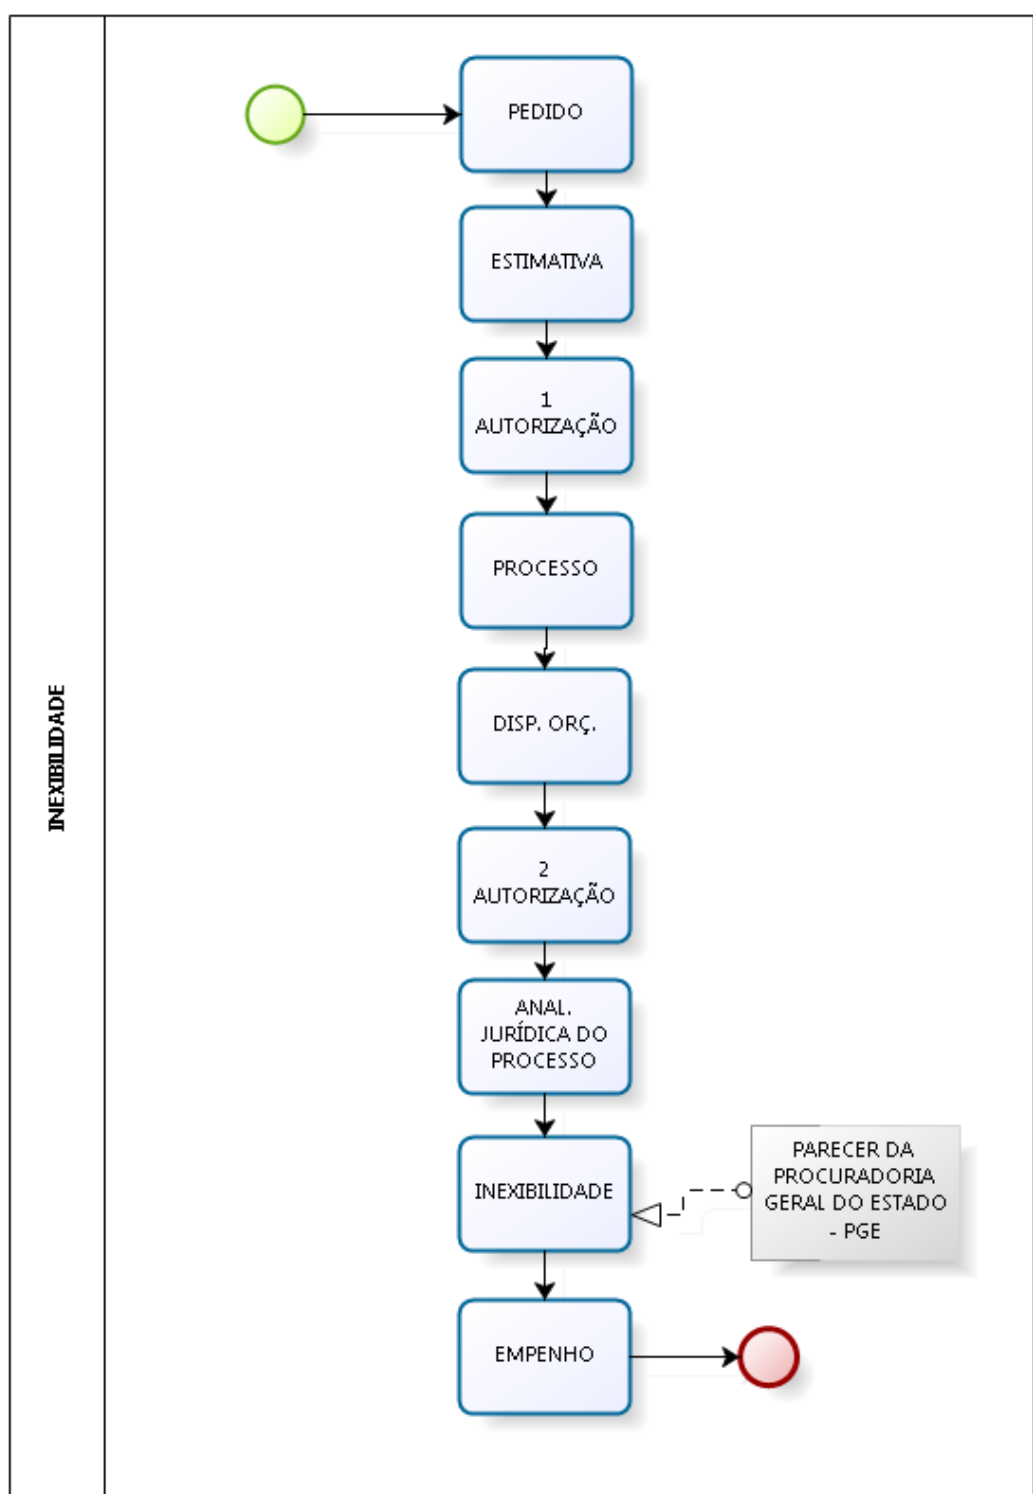 INEXIBILIDADE
PEDIDO
ESTIMATIVA
1
AUTORIZAÇÃO
PROCESSO
DISP. ORÇ.
2
AUTORIZAÇÃO
ANAL.
JURÍDICA DO
PROCESSO
INEXIBILIDADE
PARECER DA
PROCURADORIA
GERAL DO ESTADO
- PGE
EMPENHO